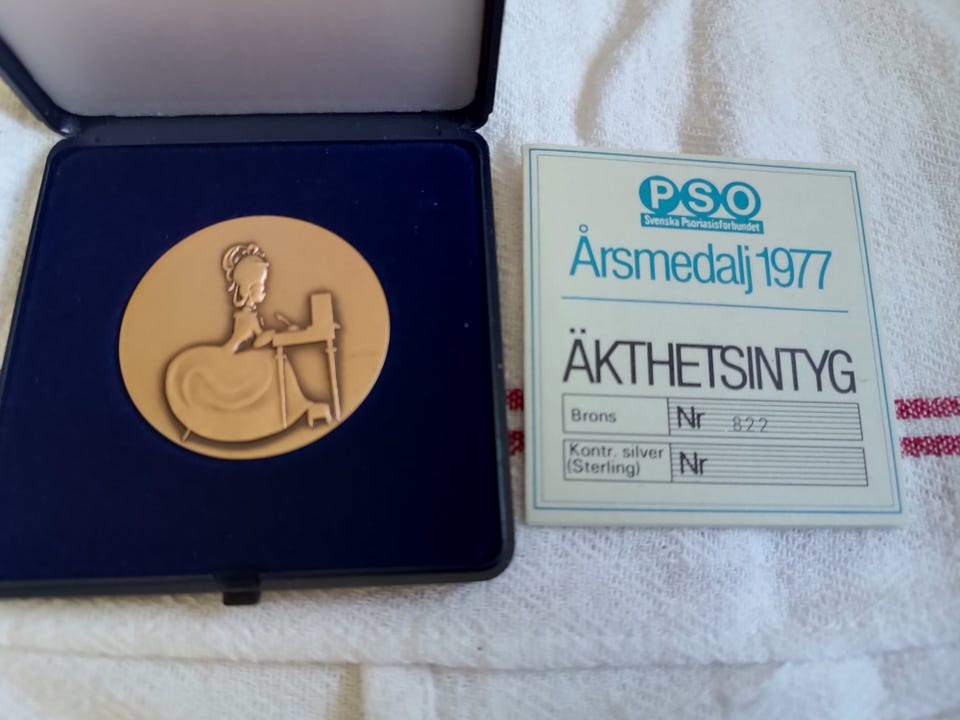 PSO
Svenska Psoriasisförbundet
Årsmedalj 1977
ÄKTHETSINTYG
Brons Nr 822
Kontr. silver
(Sterling) Nr